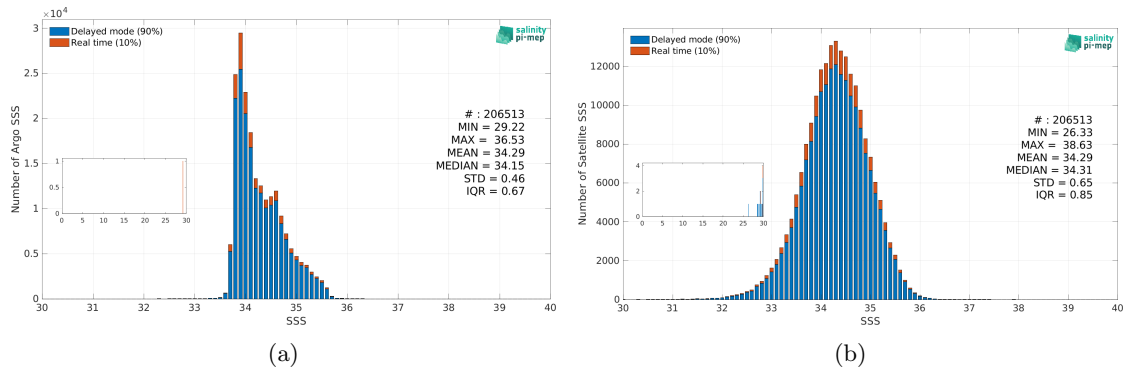 ×10⁴
Delayed mode (90%)
Real time (10%)
salinity
pi-mep
# : 206513
MIN = 29.22
MAX = 36.53
MEAN = 34.29
MEDIAN = 34.15
STD = 0.46
IQR = 0.67
Number of Argo SSS
3
2.5
2
1.5
1
0.5
0
1
0.5
0
0 5 10 15 20 25 30
30 31 32 33 34 35 36 37 38 39 40
SSS
(a)
Delayed mode (90%)
Real time (10%)
salinity
pi-mep
# : 206513
MIN = 26.33
MAX = 38.63
MEAN = 34.29
MEDIAN = 34.31
STD = 0.65
IQR = 0.85
Number of Satellite SSS
12000
10000
8000
6000
4000
2000
0
4
2
0
0 5 10 15 20 25 30
30 31 32 33 34 35 36 37 38 39 40
SSS
(b)